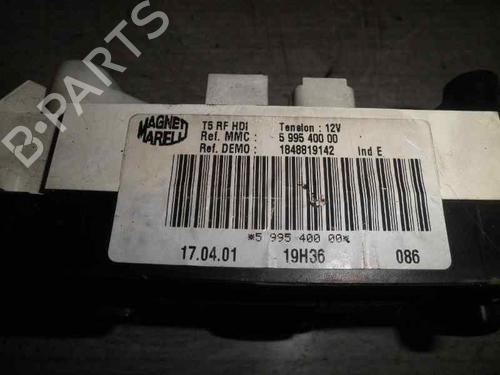 B-PARTS
MAGNETI MARELLI
T5 RF HDI Tension : 12V
Ref. MMC : 5 995 400 00
Ref. DEMO : 1848819142 Ind E
*5 995 400 00*
17.04.01 19H36 086